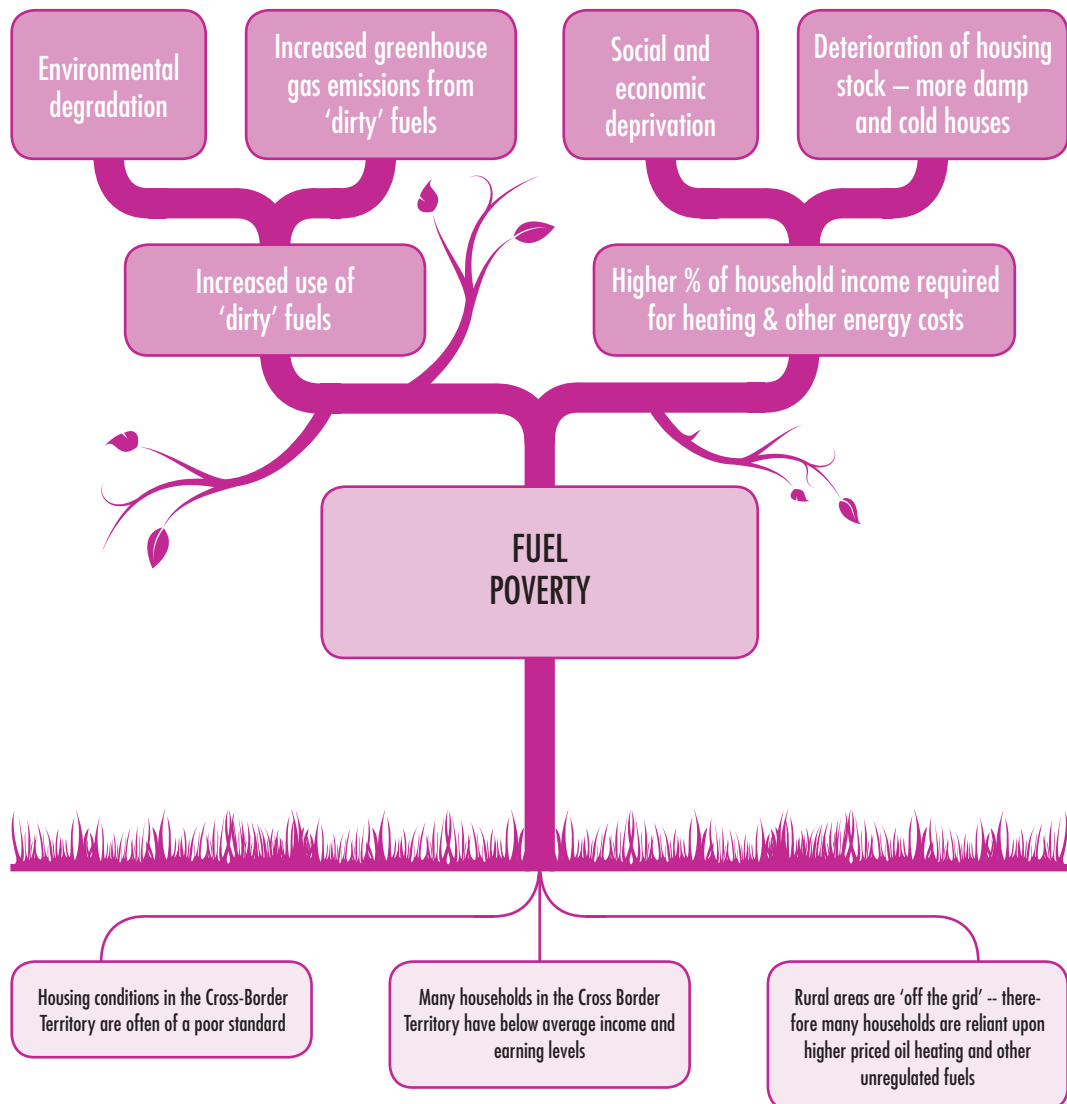 Environmental
degradation
Increased greenhouse
gas emissions from
‘dirty’ fuels
Social and
economic
deprivation
Deterioration of housing
stock – more damp
and cold houses
Increased use of
‘dirty’ fuels
Higher % of household income required
for heating & other energy costs
FUEL
POVERTY
Housing conditions in the Cross-Border
Territory are often of a poor standard
Many households in the Cross Border
Territory have below average income and
earning levels
Rural areas are ‘off the grid’ -- there-
fore many households are reliant upon
higher priced oil heating and other
unregulated fuels